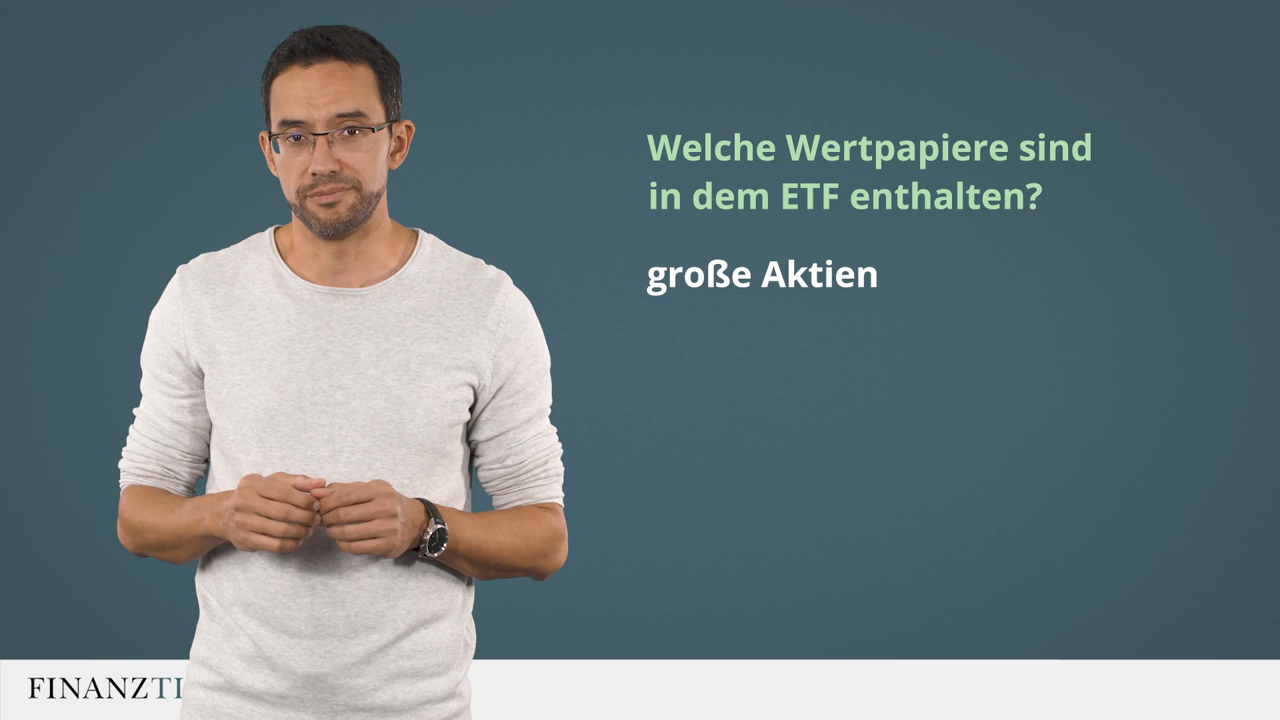 Welche Wertpapiere sind
in dem ETF enthalten?
große Aktien
FINANZTI